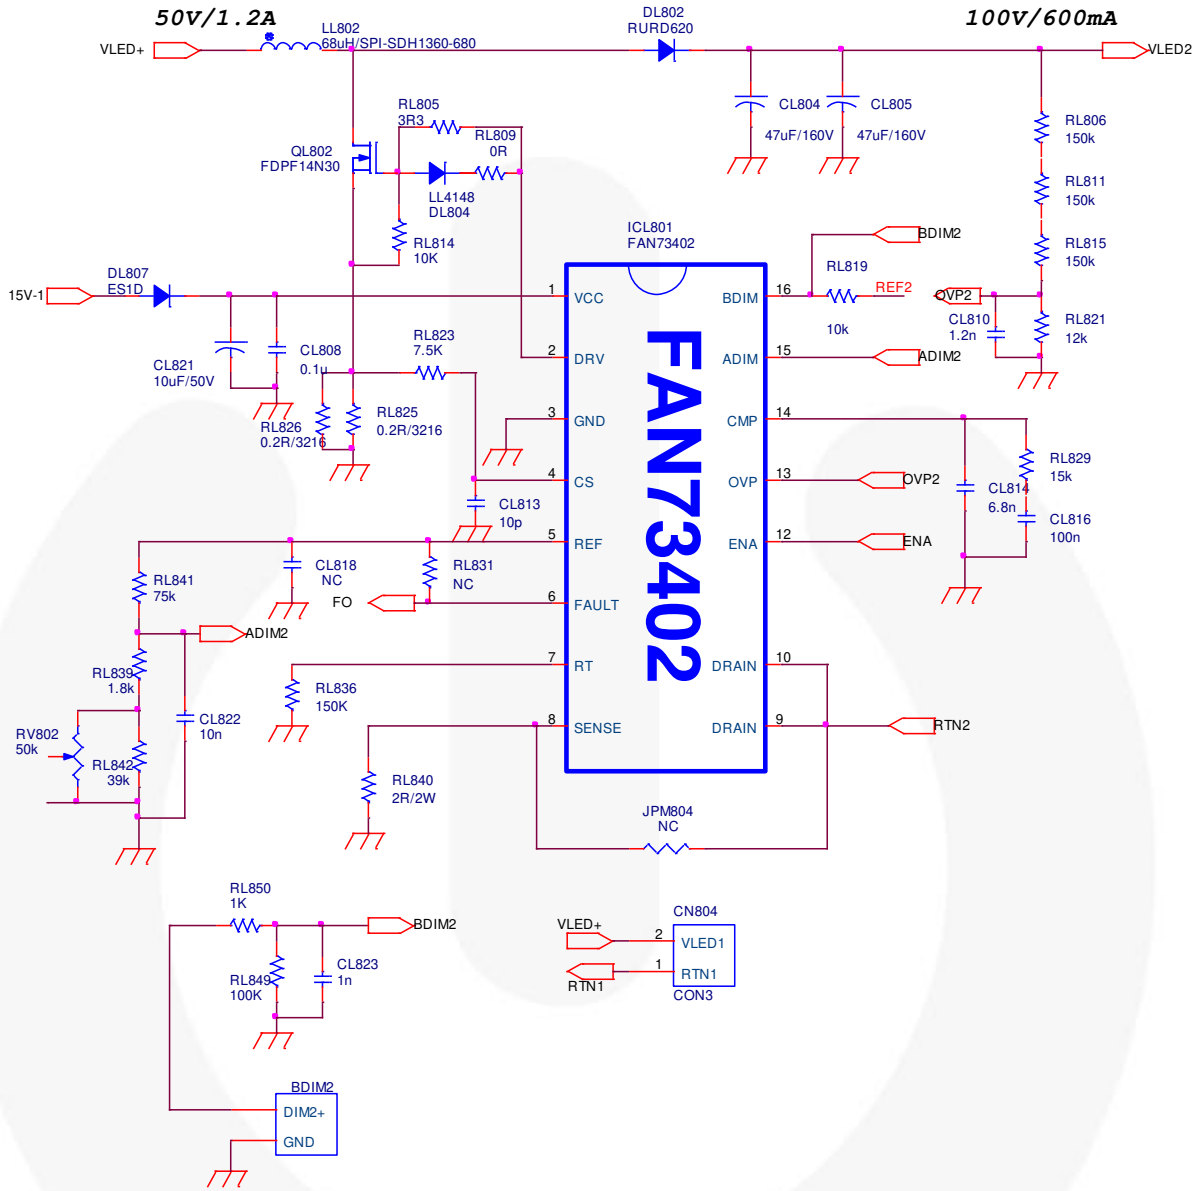 50V/1.2A
100V/600mA
LL802
68uH/SPI-SDH1360-680
DL802
RURD620
VLED+
VLED2
RL805
3R3
RL809
0R
QL802
FDPF14N30
LL4148
DL804
RL814
10K
CL804
47uF/160V
CL805
47uF/160V
RL806
150k
RL811
150k
RL815
150k
RL821
12k
ICL801
FAN73402
BDIM2
RL819
10k
REF2
OVP2
CL810
1.2n
DL807
ES1D
15V-1
CL821
10uF/50V
CL808
0.1u
RL823
7.5K
RL826
0.2R/3216
RL825
0.2R/3216
1
VCC
BDIM
16
2
DRV
ADIM
15
ADIM2
3
GND
CMP
14
4
CS
OVP
13
OVP2
5
REF
ENA
12
ENA
6
FAULT
7
RT
DRAIN
10
8
SENSE
DRAIN
9
RTN2
FAN73402
CL813
10p
RL829
15k
CL814
6.8n
CL816
100n
RL841
75k
CL818
NC
RL831
NC
FO
ADIM2
RL839
1.8k
CL822
10n
RV802
50k
RL842
39k
RL836
150K
RL840
2R/2W
JPM804
NC
RL850
1K
BDIM2
RL849
100K
CL823
1n
VLED+
RTN1
CN804
2
VLED1
1
RTN1
CON3
BDIM2
DIM2+
GND